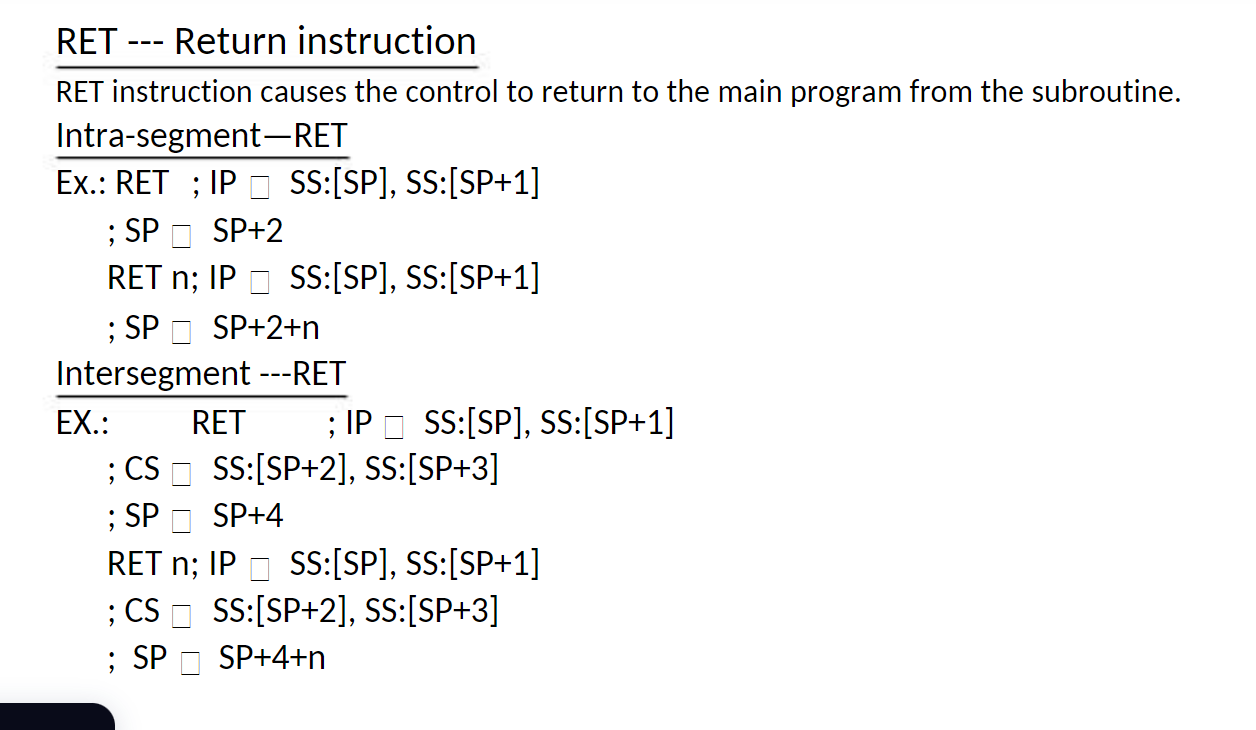 RET --- Return instruction
RET instruction causes the control to return to the main program from the subroutine.
Intra-segment—RET
Ex.: RET ; IP □ SS:[SP], SS:[SP+1]
; SP □ SP+2
RET n; IP □ SS:[SP], SS:[SP+1]
; SP □ SP+2+n
Intersegment ---RET
EX.: RET ; IP □ SS:[SP], SS:[SP+1]
; CS □ SS:[SP+2], SS:[SP+3]
; SP □ SP+4
RET n; IP □ SS:[SP], SS:[SP+1]
; CS □ SS:[SP+2], SS:[SP+3]
; SP □ SP+4+n